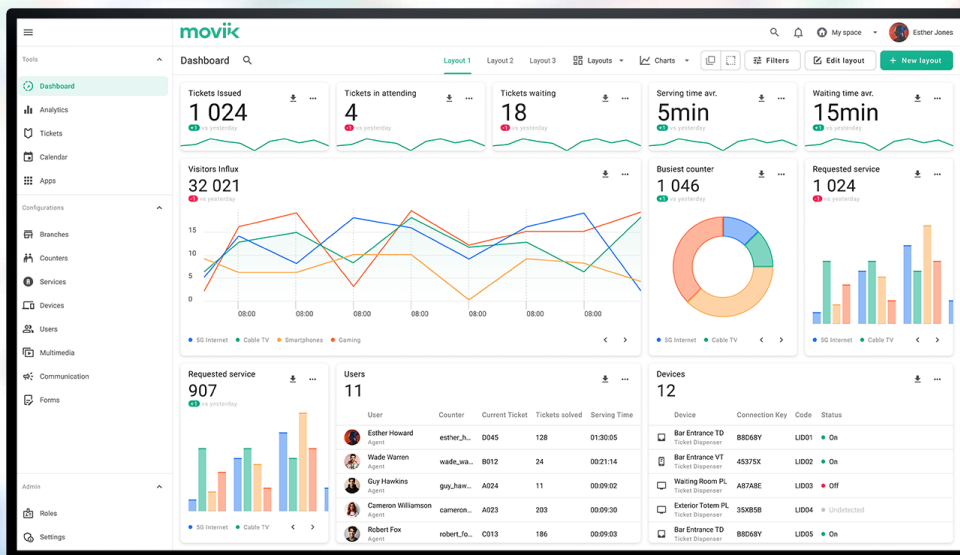 movik
My space
Esther Jones
Tools
Dashboard
Analytics
Tickets
Calendar
Apps
Configurations
Branches
Counters
Services
Devices
Users
Multimedia
Communication
Forms
Admin
Roles
Settings
Dashboard
Layout 1
Layout 2
Layout 3
Layouts
Charts
Filters
Edit layout
+ New layout
Tickets Issued
1 024
+1 vs yesterday
Tickets in attending
4
-1 vs yesterday
Tickets waiting
18
-1 vs yesterday
Serving time avr.
5min
+1 vs yesterday
Waiting time avr.
15min
+1 vs yesterday
Visitors Influx
32 021
-1 vs yesterday
15
10
5
0
08:00 08:00 08:00 08:00 08:00 08:00 08:00
5G Internet Cable TV Smartphones Gaming
Busiest counter
1 046
+1 vs yesterday
5G Internet Cable TV
Requested service
1 024
-1 vs yesterday
5G Internet Cable TV
Requested service
907
+1 vs yesterday
5G Internet Cable TV
Users
11
User Counter Current Ticket Tickets solved Serving Time
Esther Howard esther_h... D045 128 01:30:05
Agent
Wade Warren wade_wa... B012 24 00:21:14
Agent
Guy Hawkins guy_haw... A024 11 00:09:02
Agent
Cameron Williamson cameron... A023 203 00:09:30
Agent
Robert Fox robert_fo... C013 186 00:09:03
Agent
Devices
12
Device Connection Key Code Status
Bar Entrance TD B8D68Y LID01 On
Ticket Dispenser
Bar Entrance VT 45375X LID02 On
Ticket Dispenser
Waiting Room PL A87A8E LID03 Off
Ticket Dispenser
Exterior Totem PL 35XB5B LID04 Undetected
Ticket Dispenser
Bar Entrance TD B8D68Y LID05 On
Ticket Dispenser